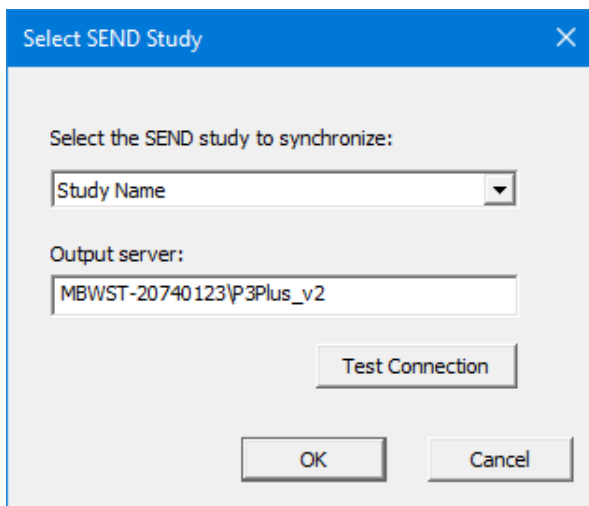 Select SEND Study
Select the SEND study to synchronize:
Study Name
Output server:
MBWST-20740123\P3Plus_v2
Test Connection
OK
Cancel